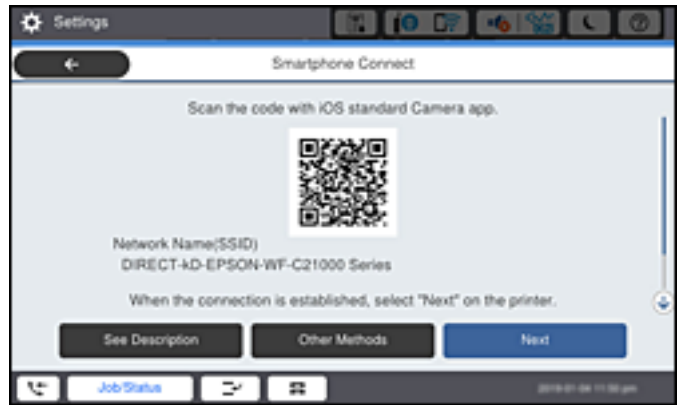 Settings
Smartphone Connect
Scan the code with iOS standard Camera app.
Network Name(SSID)
DIRECT-kD-EPSON-WF-C21000 Series
When the connection is established, select "Next" on the printer.
See Description
Other Methods
Next
Job/Status